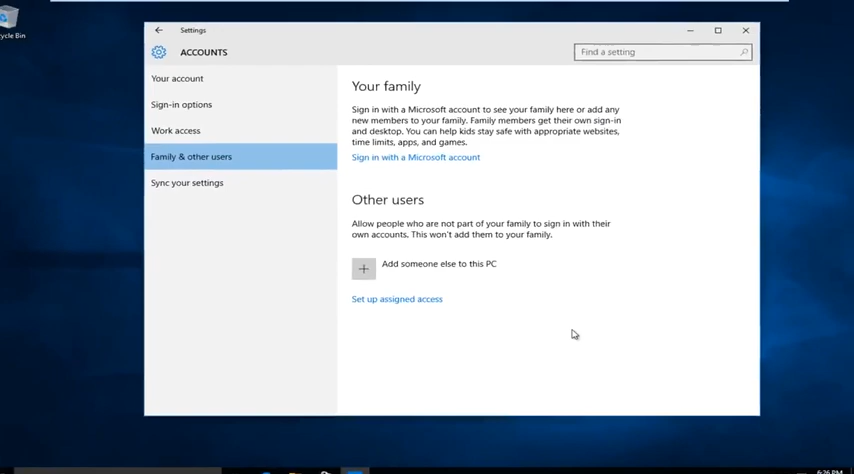 Settings
ycle Bin
ACCOUNTS
Find a setting
Your account
Sign-in options
Work access
Family & other users
Sync your settings
Your family
Sign in with a Microsoft account to see your family here or add any
new members to your family. Family members get their own sign-in
and desktop. You can help kids stay safe with appropriate websites,
time limits, apps, and games.
Sign in with a Microsoft account
Other users
Allow people who are not part of your family to sign in with their
own accounts. This won't add them to your family.
Add someone else to this PC
Set up assigned access
6:26 PM